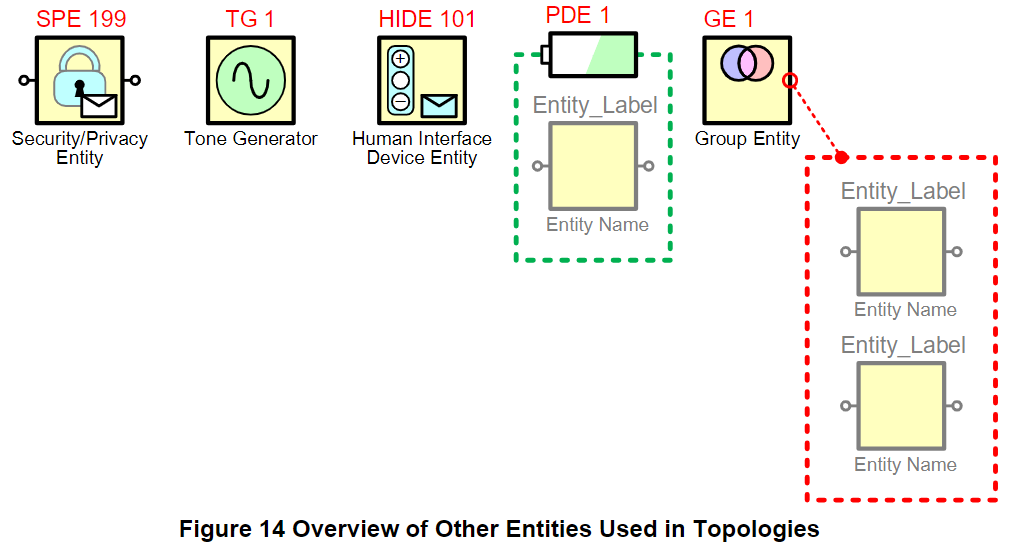 SPE 199
TG 1
HIDE 101
PDE 1
GE 1
Security/Privacy
Entity
Tone Generator
Human Interface
Device Entity
Entity_Label
Entity Name
Group Entity
Entity_Label
Entity Name
Entity_Label
Entity Name
Figure 14 Overview of Other Entities Used in Topologies